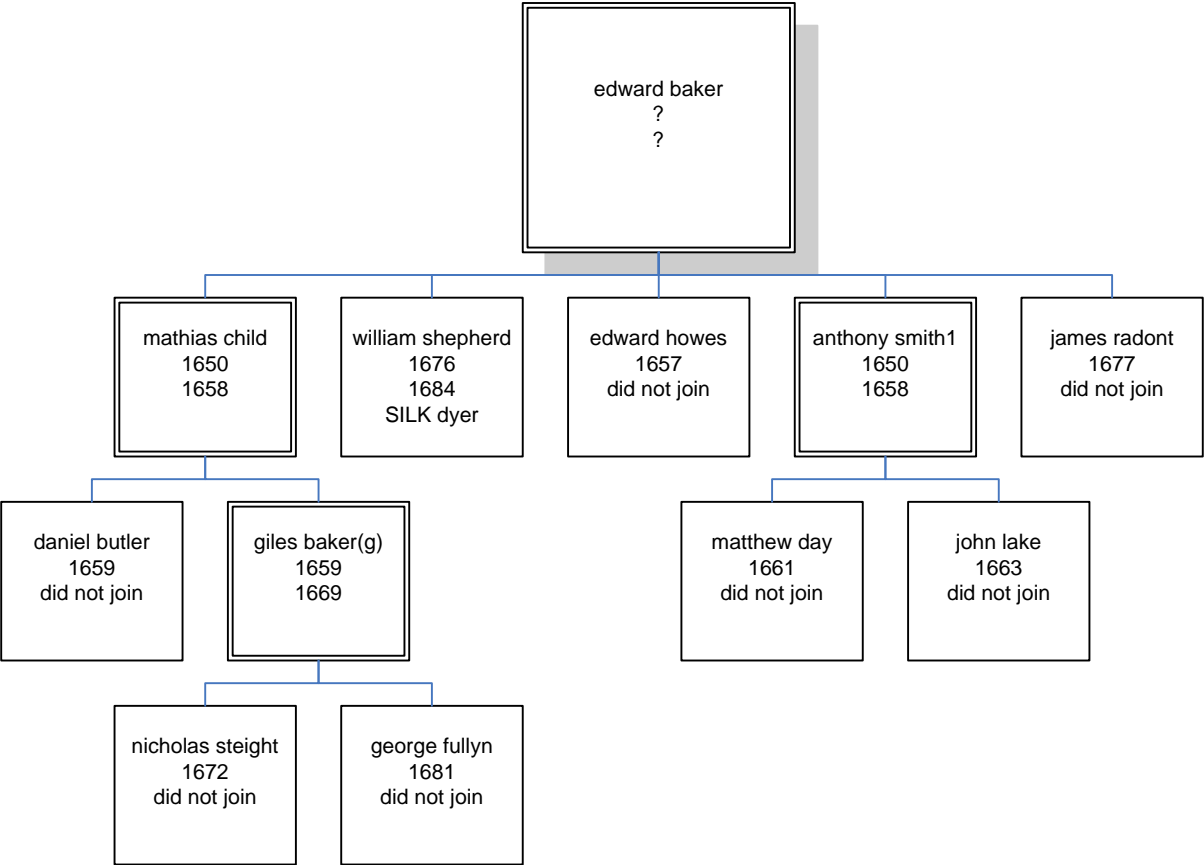 edward baker
?
?
mathias child
1650
1658
william shepherd
1676
1684
SILK dyer
edward howes
1657
did not join
anthony smith1
1650
1658
james radont
1677
did not join
daniel butler
1659
did not join
giles baker(g)
1659
1669
matthew day
1661
did not join
john lake
1663
did not join
nicholas steight
1672
did not join
george fullyn
1681
did not join